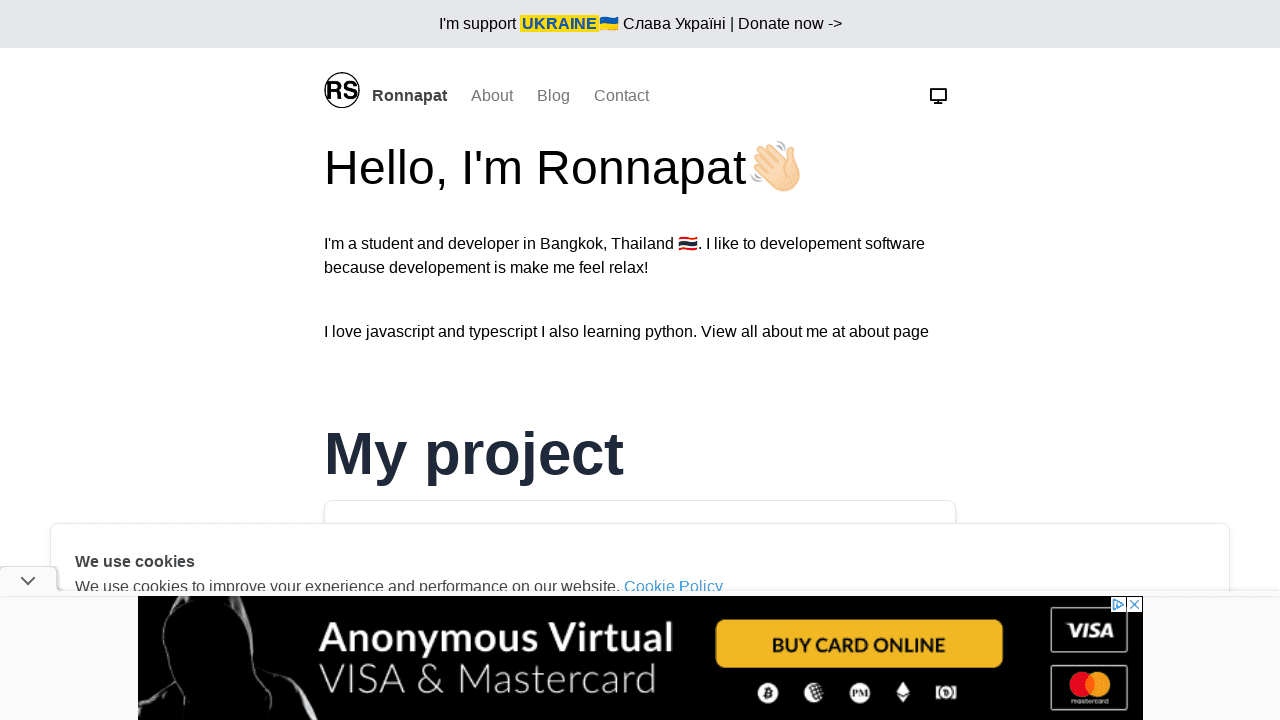 I'm support UKRAINE🇺🇦 Слава Україні | Donate now ->
RS Ronnapat About Blog Contact
Hello, I'm Ronnapat👋🏻
I'm a student and developer in Bangkok, Thailand 🇹🇭. I like to developement software
because developement is make me feel relax!
I love javascript and typescript I also learning python. View all about me at about page
My project
We use cookies
We use cookies to improve your experience and performance on our website. Cookie Policy
Anonymous Virtual
VISA & Mastercard
BUY CARD ONLINE
PM
VISA
mastercard